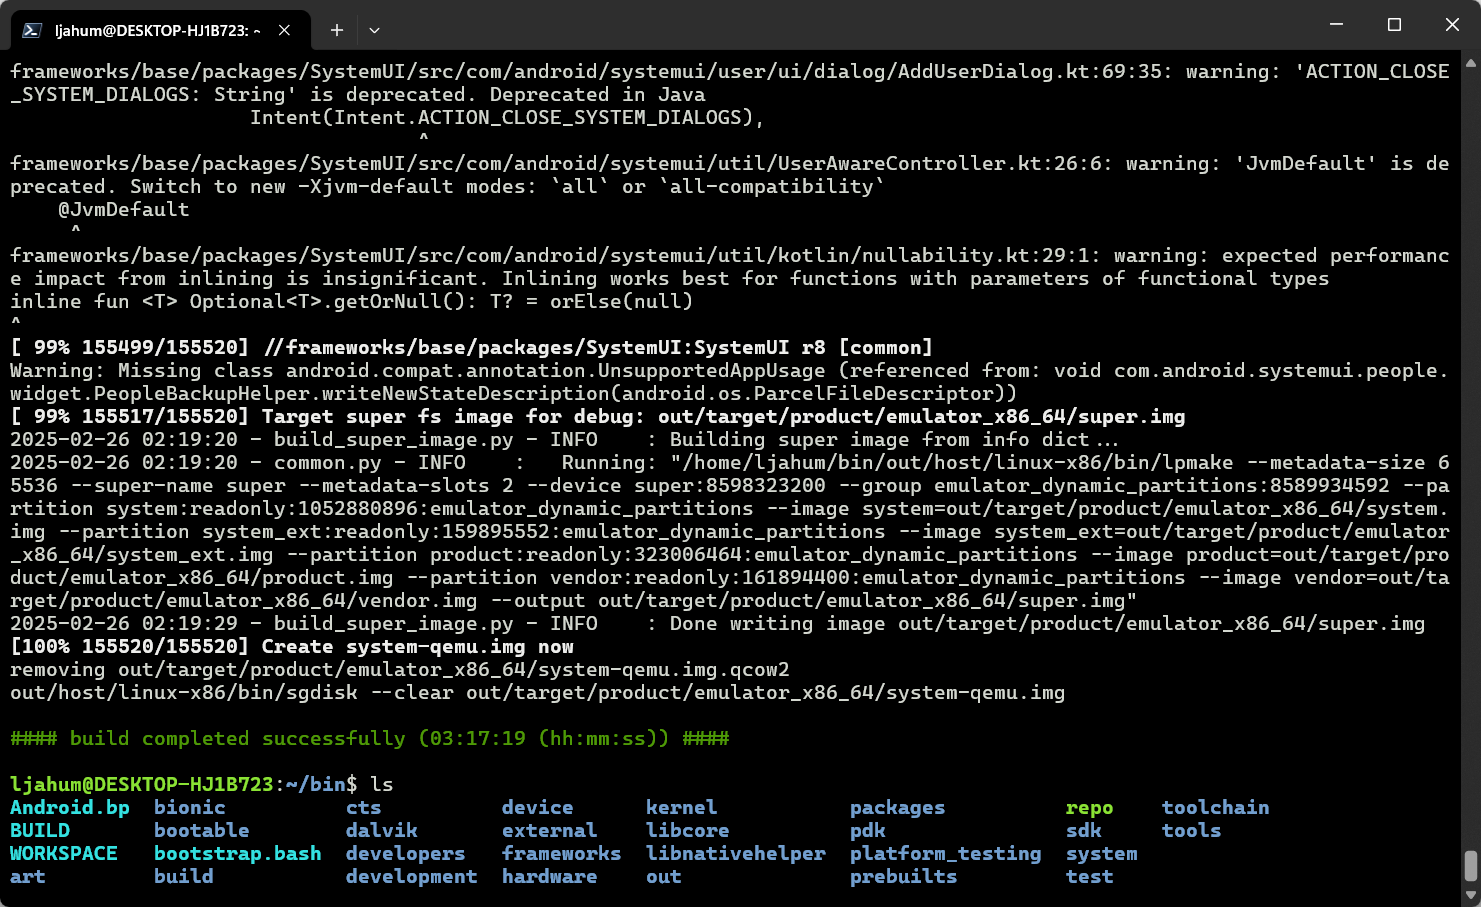 ljahum@DESKTOP-HJ1B723: ~
frameworks/base/packages/SystemUI/src/com/android/systemui/user/ui/dialog/AddUserDialog.kt:69:35: warning: 'ACTION_CLOSE
_SYSTEM_DIALOGS: String' is deprecated. Deprecated in Java
                    Intent(Intent.ACTION_CLOSE_SYSTEM_DIALOGS),
                                  ^
frameworks/base/packages/SystemUI/src/com/android/systemui/util/UserAwareController.kt:26:6: warning: 'JvmDefault' is de
precated. Switch to new -Xjvm-default modes: `all` or `all-compatibility`
    @JvmDefault
     ^
frameworks/base/packages/SystemUI/src/com/android/systemui/util/kotlin/nullability.kt:29:1: warning: expected performanc
e impact from inlining is insignificant. Inlining works best for functions with parameters of functional types
inline fun <T> Optional<T>.getOrNull(): T? = orElse(null)
^
[ 99% 155499/155520] //frameworks/base/packages/SystemUI:SystemUI r8 [common]
Warning: Missing class android.compat.annotation.UnsupportedAppUsage (referenced from: void com.android.systemui.people.
widget.PeopleBackupHelper.writeNewStateDescription(android.os.ParcelFileDescriptor))
[ 99% 155517/155520] Target super fs image for debug: out/target/product/emulator_x86_64/super.img
2025-02-26 02:19:20 - build_super_image.py - INFO    : Building super image from info dict...
2025-02-26 02:19:20 - common.py - INFO    :   Running: "/home/ljahum/bin/out/host/linux-x86/bin/lpmake --metadata-size 6
5536 --super-name super --metadata-slots 2 --device super:8598323200 --group emulator_dynamic_partitions:8589934592 --pa
rtition system:readonly:1052880896:emulator_dynamic_partitions --image system=out/target/product/emulator_x86_64/system.
img --partition system_ext:readonly:159895552:emulator_dynamic_partitions --image system_ext=out/target/product/emulator
_x86_64/system_ext.img --partition product:readonly:323006464:emulator_dynamic_partitions --image product=out/target/pro
duct/emulator_x86_64/product.img --partition vendor:readonly:161894400:emulator_dynamic_partitions --image vendor=out/ta
rget/product/emulator_x86_64/vendor.img --output out/target/product/emulator_x86_64/super.img"
2025-02-26 02:19:29 - build_super_image.py - INFO    : Done writing image out/target/product/emulator_x86_64/super.img
[100% 155520/155520] Create system-qemu.img now
removing out/target/product/emulator_x86_64/system-qemu.img.qcow2
out/host/linux-x86/bin/sgdisk --clear out/target/product/emulator_x86_64/system-qemu.img
#### build completed successfully (03:17:19 (hh:mm:ss)) ####
ljahum@DESKTOP-HJ1B723:~/bin$ ls
Android.bp  bionic          cts          device      kernel           packages          repo    toolchain
BUILD       bootable        dalvik       external    libcore          pdk               sdk     tools
WORKSPACE   bootstrap.bash  developers   frameworks  libnativehelper  platform_testing  system
art         build           development  hardware    out              prebuilts         test